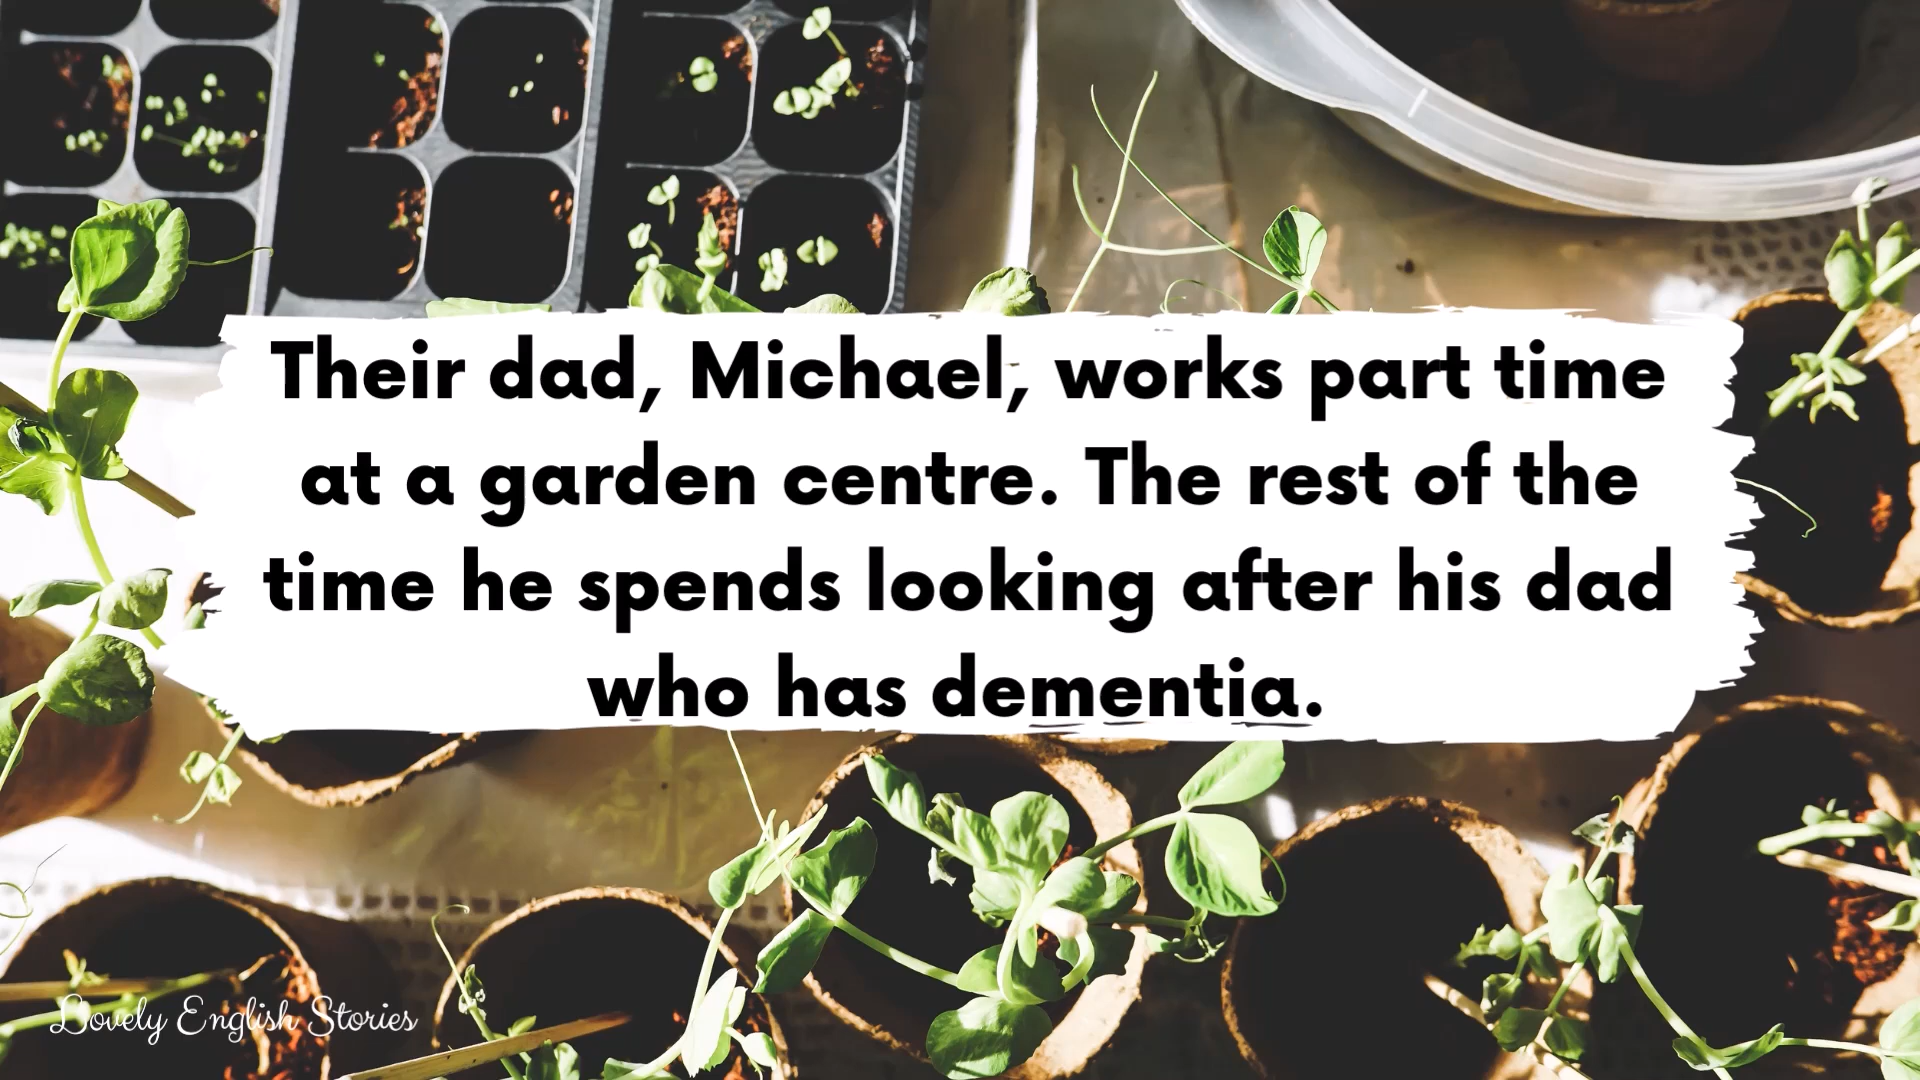 Their dad, Michael, works part time
at a garden centre. The rest of the
time he spends looking after his dad
who has dementia.
Lovely English Stories